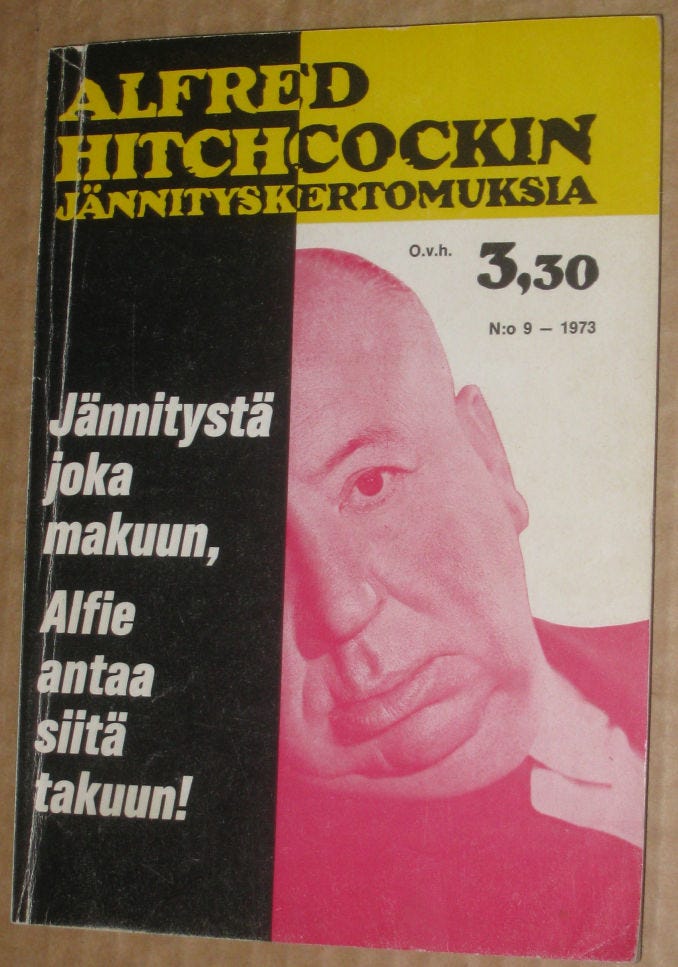 ALFRED
HITCHCOCKIN
JÄNNITYSKERTOMUKSIA
O.v.h. 3,30
N:o 9 – 1973
Jännitystä
joka
makuun,
Alfie
antaa
siitä
takuun!